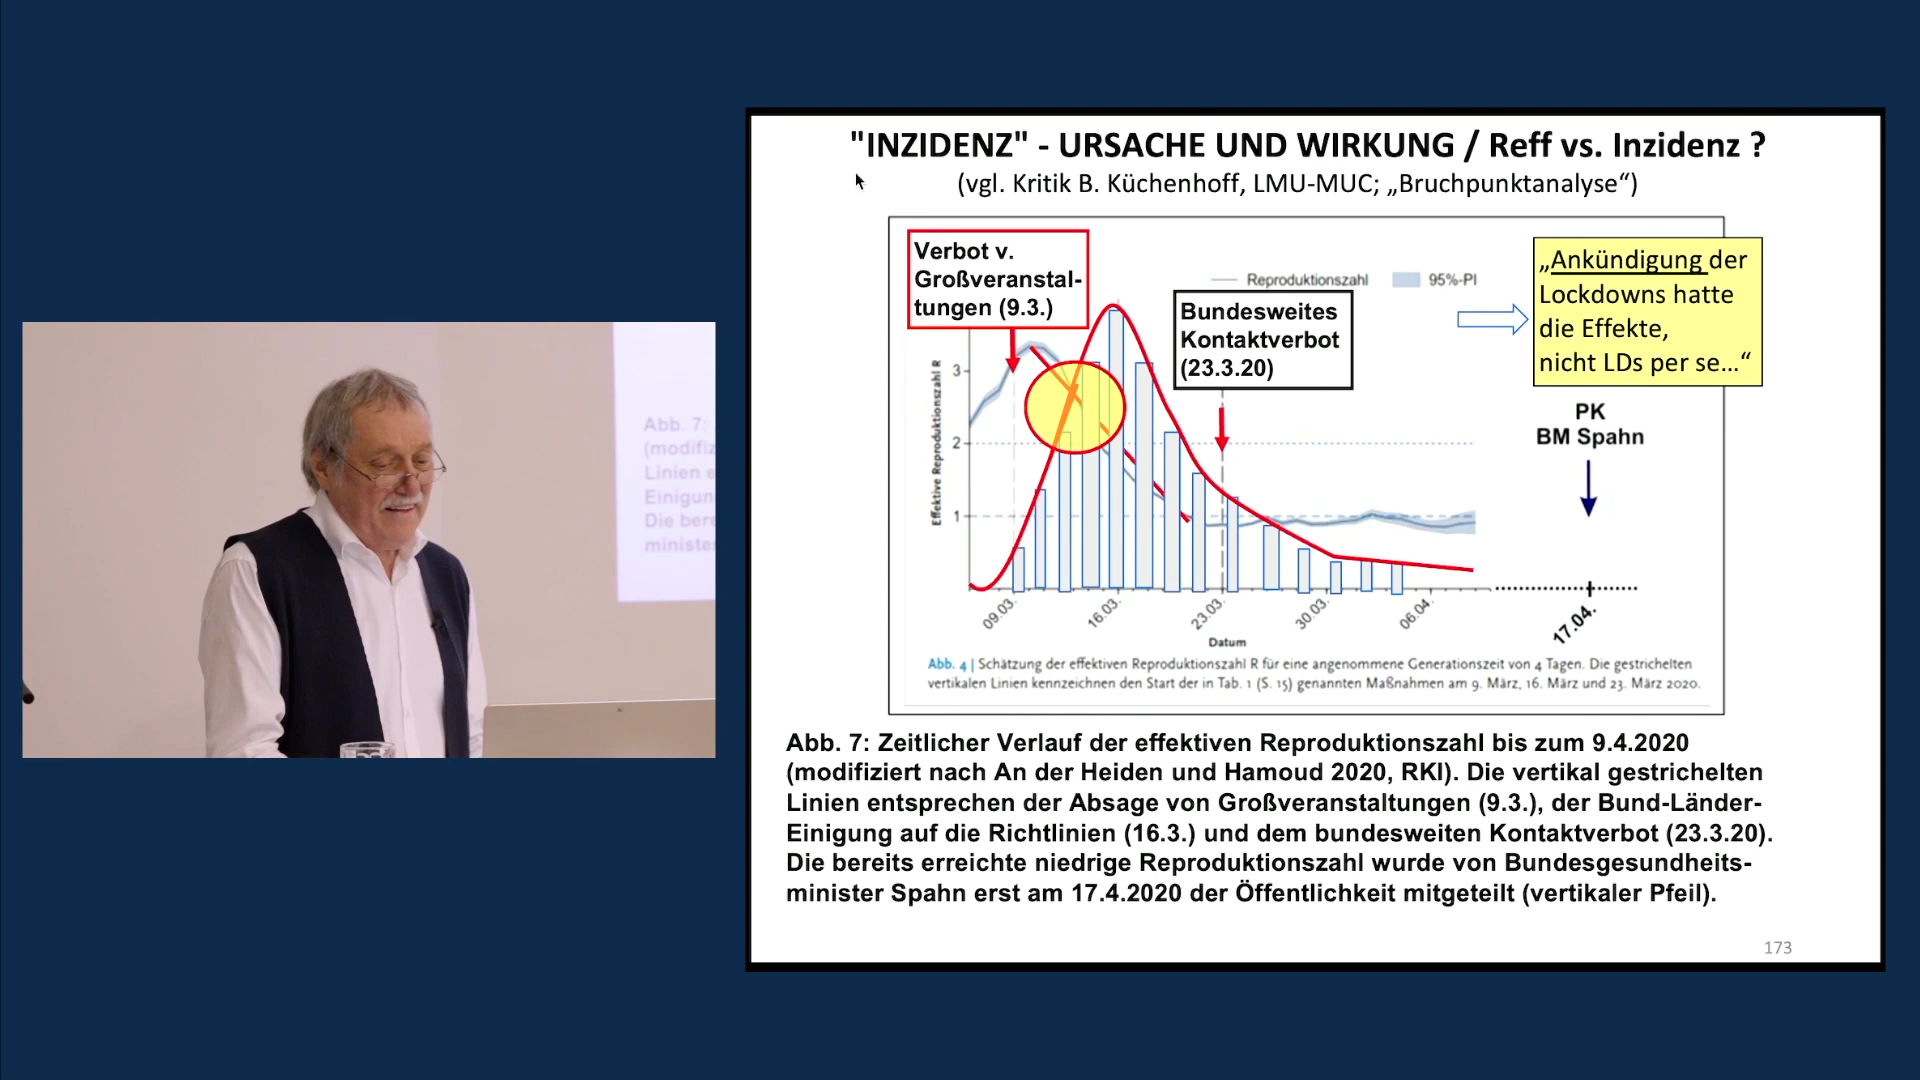 "INZIDENZ" - URSACHE UND WIRKUNG / Reff vs. Inzidenz ?
(vgl. Kritik B. Küchenhoff, LMU-MUC; „Bruchpunktanalyse“)
Verbot v.
Großveranstal-
tungen (9.3.)
Reproduktionszahl
95%-PI
Bundesweites
Kontaktverbot
(23.3.20)
„Ankündigung der
Lockdowns hatte
die Effekte,
nicht LDs per se...“
PK
BM Spahn
Effektive Reproduktionszahl R
3
2
1
09.03.
16.03.
23.03.
30.03.
06.04.
17.04.
Datum
Abb. 4 | Schätzung der effektiven Reproduktionszahl R für eine angenommene Generationszeit von 4 Tagen. Die gestrichelten
vertikalen Linien kennzeichnen den Start der in Tab. 1 (S. 15) genannten Maßnahmen am 9. März, 16. März und 23. März 2020.
Abb. 7: Zeitlicher Verlauf der effektiven Reproduktionszahl bis zum 9.4.2020
(modifiziert nach An der Heiden und Hamoud 2020, RKI). Die vertikal gestrichelten
Linien entsprechen der Absage von Großveranstaltungen (9.3.), der Bund-Länder-
Einigung auf die Richtlinien (16.3.) und dem bundesweiten Kontaktverbot (23.3.20).
Die bereits erreichte niedrige Reproduktionszahl wurde von Bundesgesundheits-
minister Spahn erst am 17.4.2020 der Öffentlichkeit mitgeteilt (vertikaler Pfeil).
173
Abb. 7:
(modifiz
Linien e
Einigun
Die bere
minister